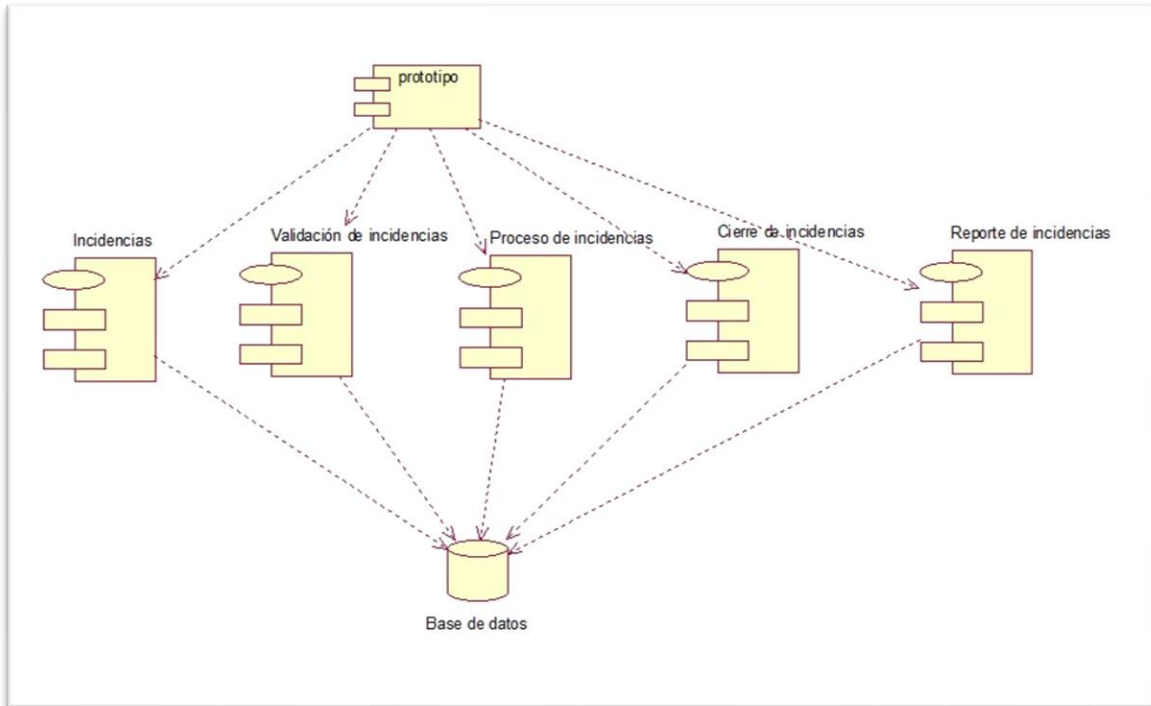 prototipo
Incidencias
Validación de incidencias
Proceso de incidencias
Cierre de incidencias
Reporte de incidencias
Base de datos